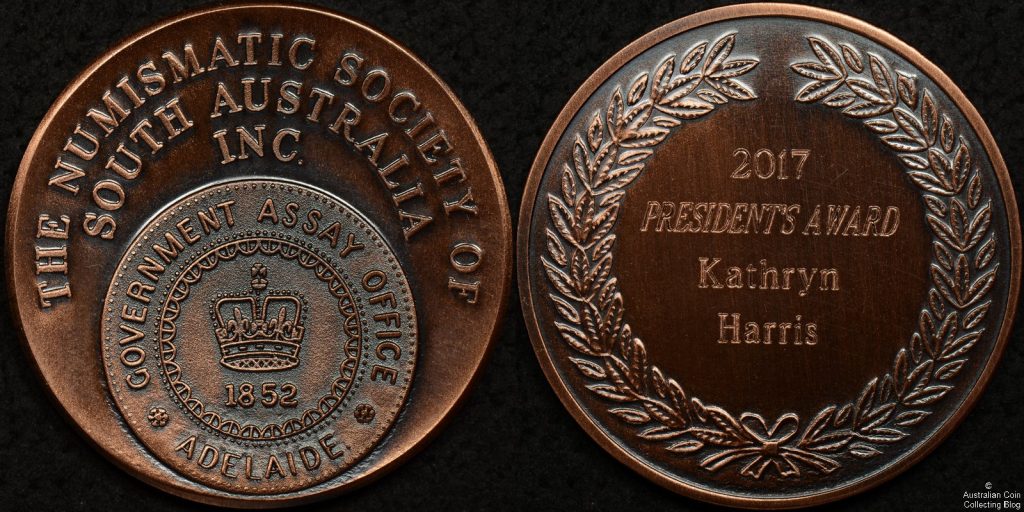 THE NUMISMATIC SOCIETY OF
SOUTH AUSTRALIA
INC.
GOVERNMENT ASSAY OFFICE
1852
ADELAIDE
2017
PRESIDENT'S AWARD
Kathryn
Harris
©
Australian Coin
Collecting Blog